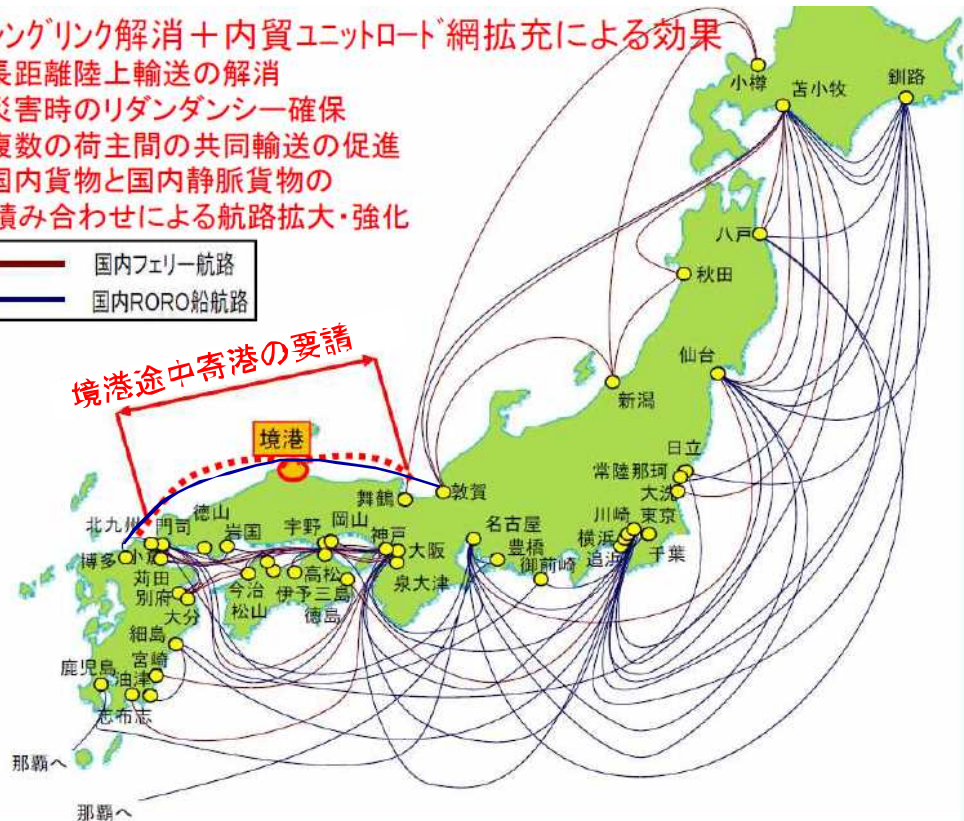 シングリンク解消＋内貿ユニットロード網拡充による効果
長距離陸上輸送の解消
災害時のリダンダンシー確保
複数の荷主間の共同輸送の促進
国内貨物と国内静脈貨物の
積み合わせによる航路拡大・強化
国内フェリー航路
国内RORO船航路
境港途中寄港の要請
境港
小樽
苫小牧
釧路
八戸
秋田
仙台
新潟
日立
常陸那珂
大洗
舞鶴
敦賀
川崎
東京
横浜
追浜
千葉
名古屋
豊橋
御前崎
北九州
門司
徳山
岩国
宇野
岡山
神戸
大阪
泉大津
博多
苅田
別府
大分
今治
松山
高松
伊予三島
徳島
細島
宮崎
油津
鹿児島
志布志
那覇へ
那覇へ